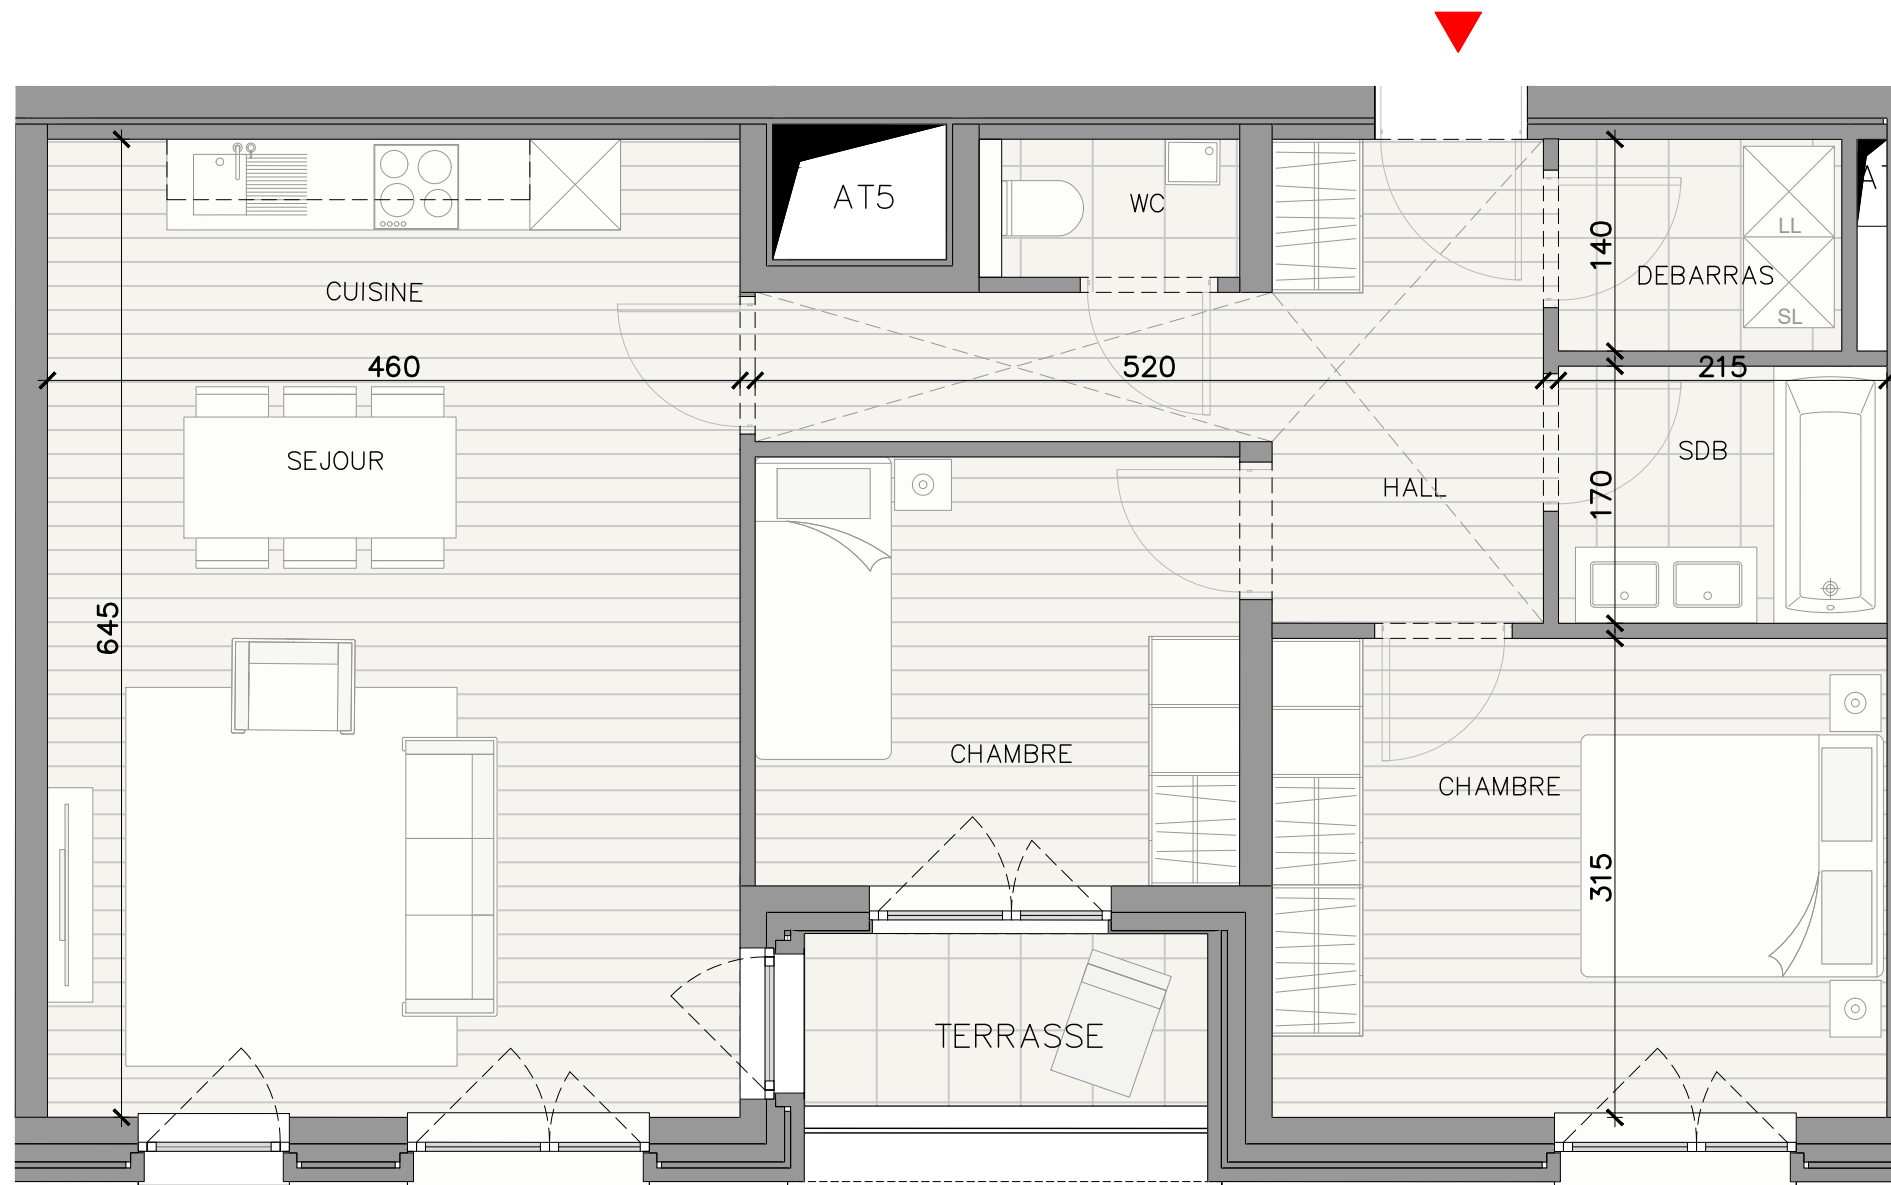 AT5
WC
A
LL
140
DEBARRAS
CUISINE
SL
460
520
215
SEJOUR
SDB
HALL
170
645
CHAMBRE
CHAMBRE
315
TERRASSE